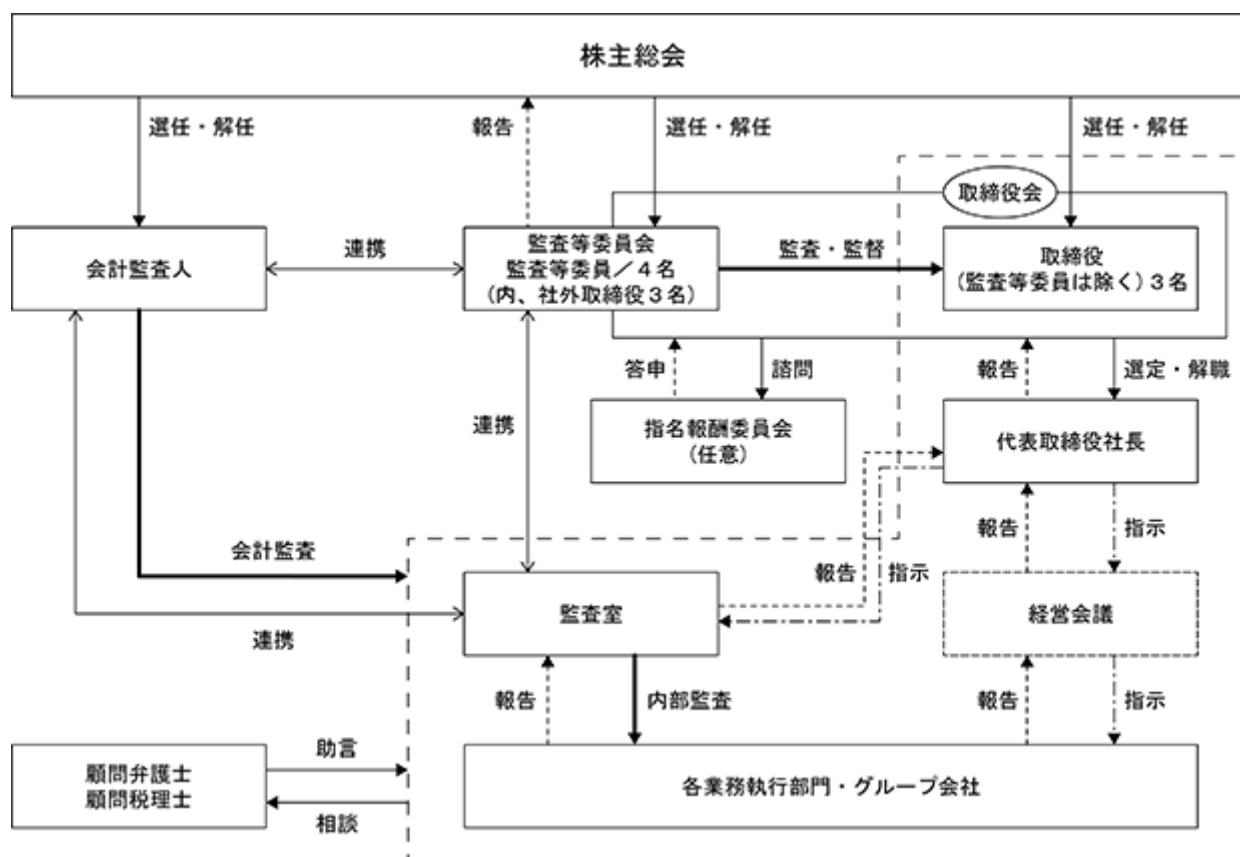 株主総会
選任・解任
報告
選任・解任
選任・解任
取締役会
会計監査人
連携
監査等委員会
監査等委員／４名
(内、社外取締役３名)
監査・監督
取締役
(監査等委員は除く)３名
答申
諮問
報告
選定・解職
連携
指名報酬委員会
(任意)
代表取締役社長
報告
指示
会計監査
報告
指示
監査室
経営会議
連携
報告
内部監査
報告
指示
助言
顧問弁護士
顧問税理士
相談
各業務執行部門・グループ会社